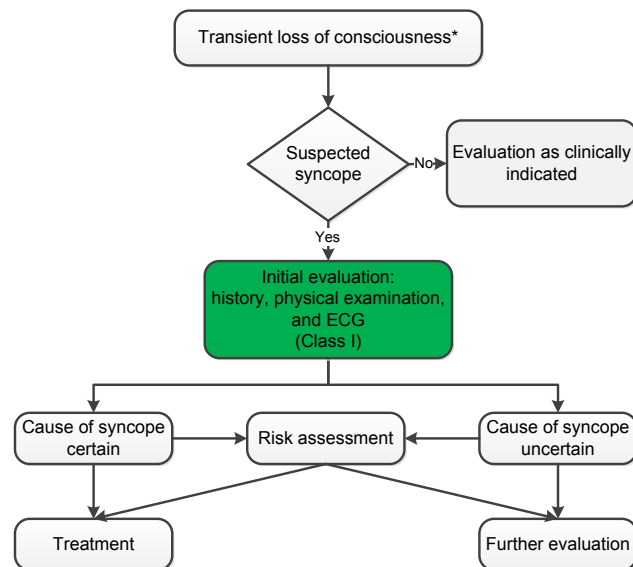 Transient loss of consciousness*
Suspected
syncope
No
Evaluation as clinically
indicated
Yes
Initial evaluation:
history, physical examination,
and ECG
(Class I)
Cause of syncope
certain
Risk assessment
Cause of syncope
uncertain
Treatment
Further evaluation